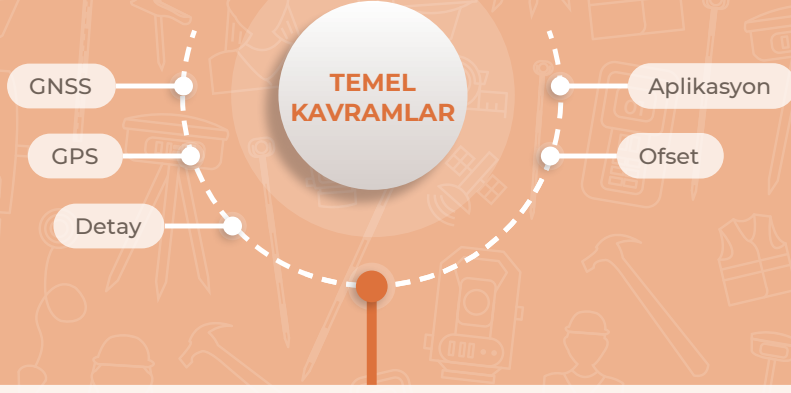 TEMEL
KAVRAMLAR
GNSS
GPS
Detay
Aplikasyon
Ofset